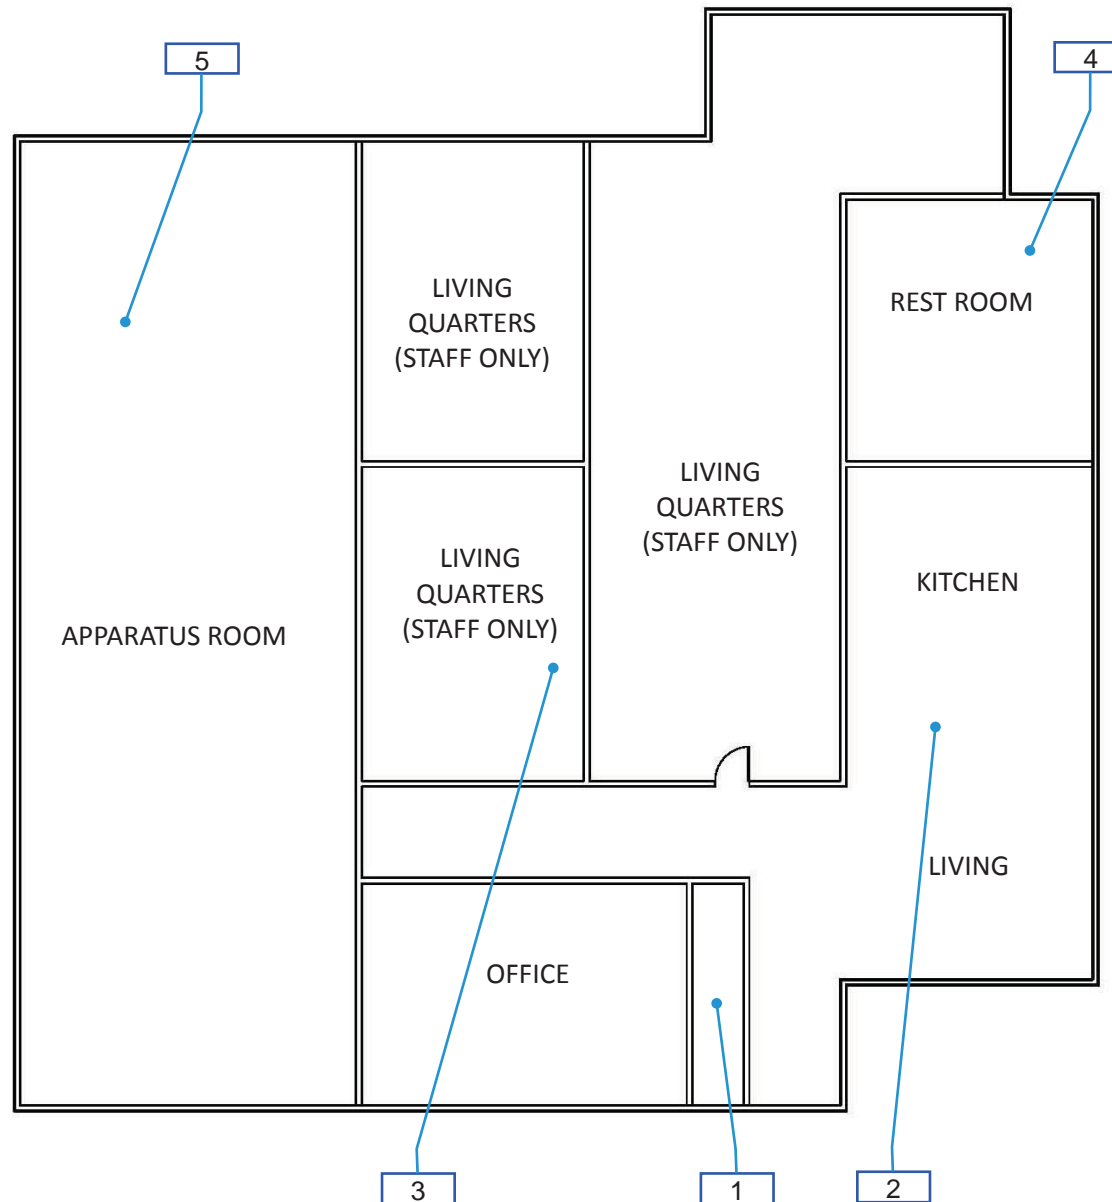 5
4
LIVING
QUARTERS
(STAFF ONLY)
REST ROOM
LIVING
QUARTERS
(STAFF ONLY)
LIVING
QUARTERS
(STAFF ONLY)
KITCHEN
APPARATUS ROOM
LIVING
OFFICE
3
1
2